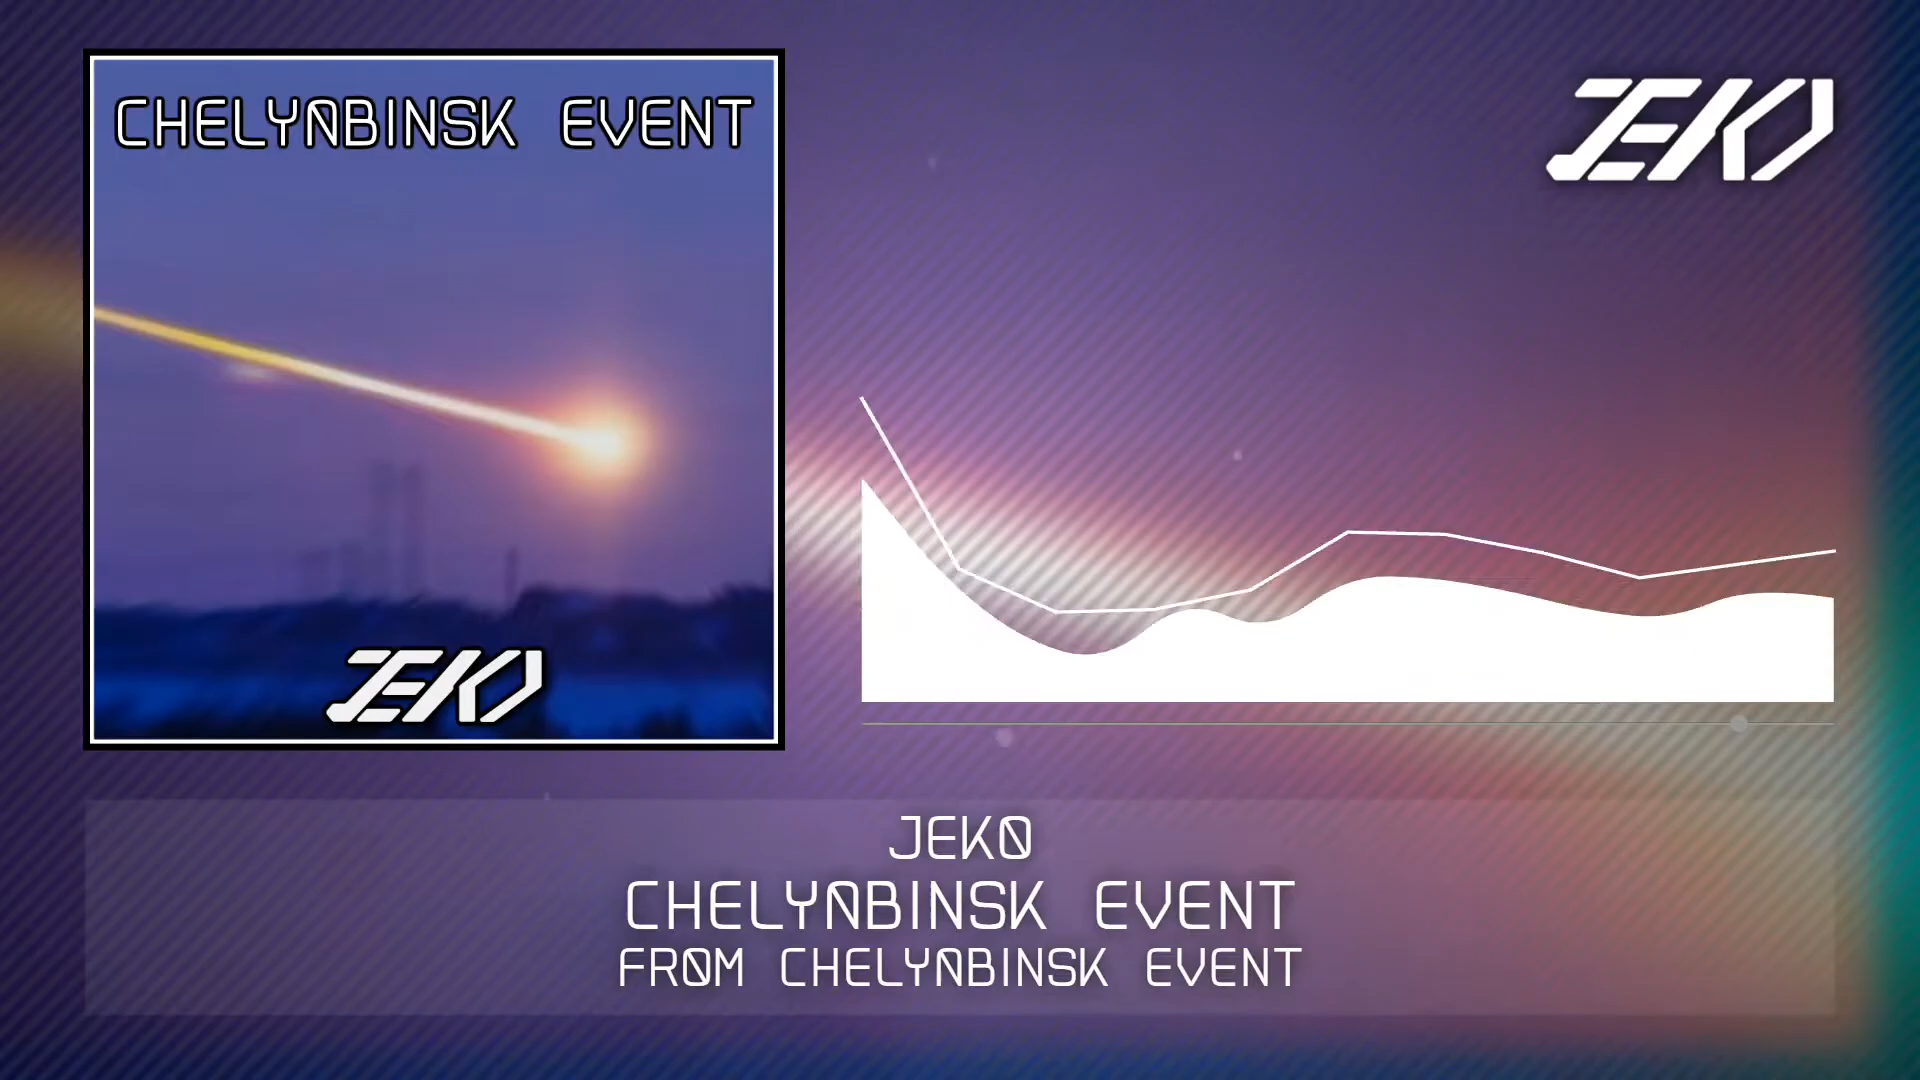 CHELYABINSK EVENT
JEKO
JEKO
JEKO
CHELYABINSK EVENT
FROM CHELYABINSK EVENT